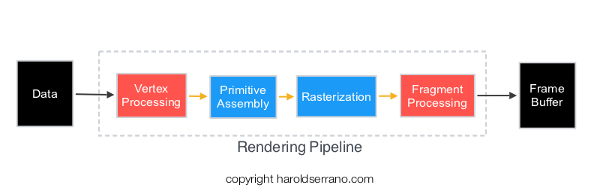 Data
Vertex
Processing
Primitive
Assembly
Rasterization
Fragment
Processing
Frame
Buffer
Rendering Pipeline
copyright haroldserrano.com